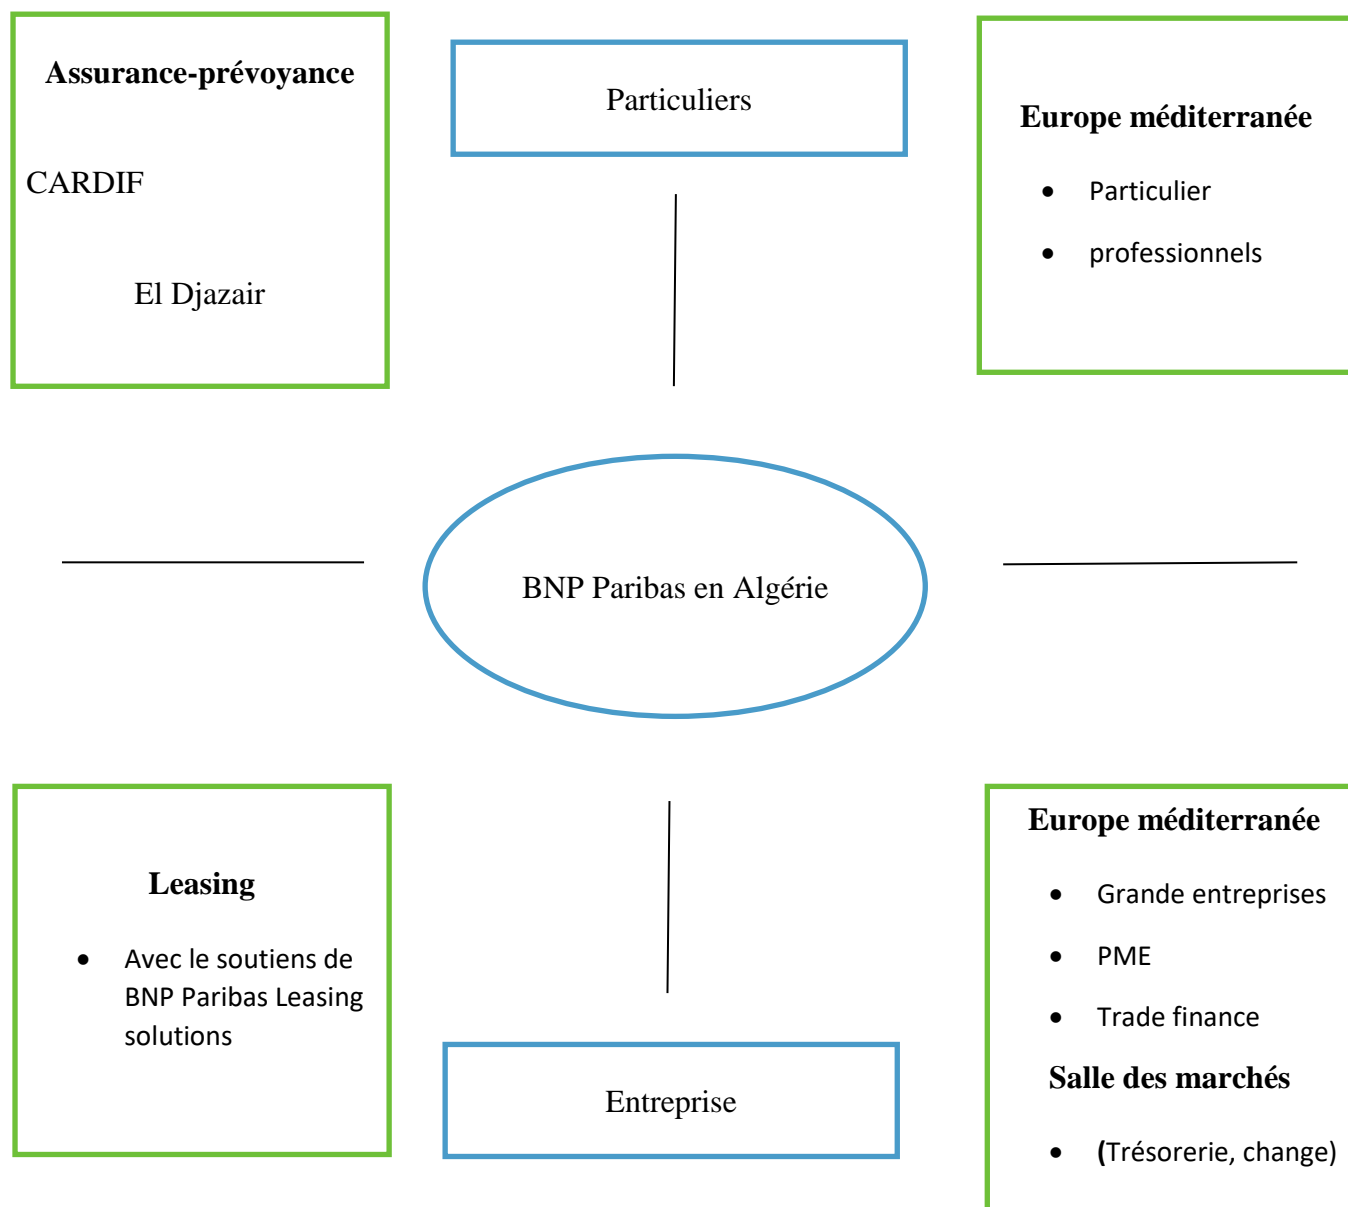 Assurance-prévoyance
CARDIF
El Djazair
Particuliers
Europe méditerranée
• Particulier
• professionnels
BNP Paribas en Algérie
Leasing
• Avec le soutiens de
BNP Paribas Leasing
solutions
Entreprise
Europe méditerranée
• Grande entreprises
• PME
• Trade finance
Salle des marchés
• (Trésorerie, change)